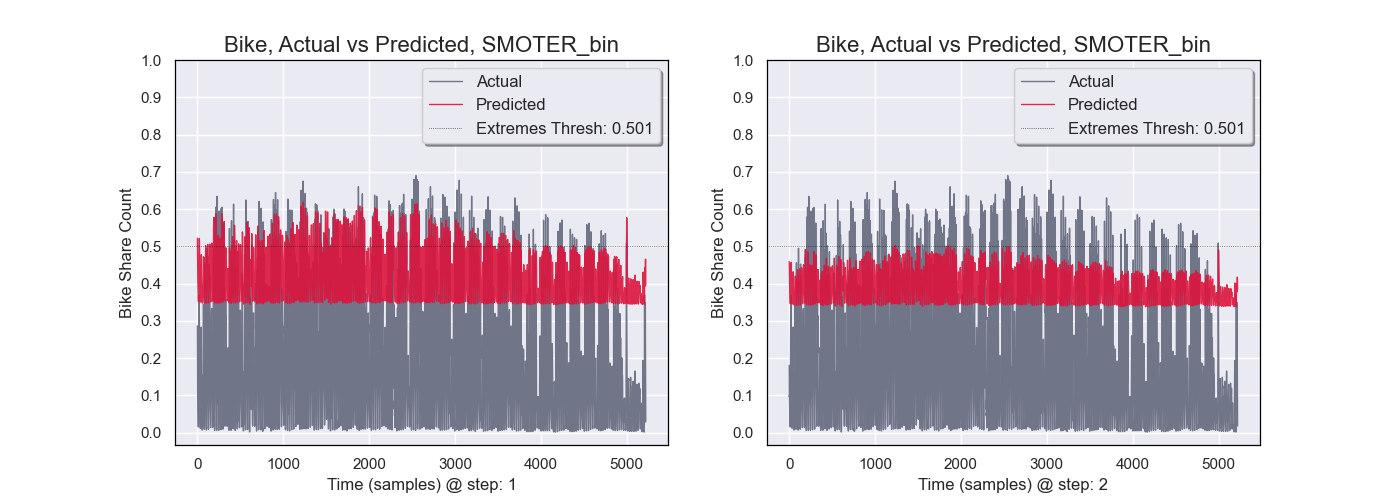 Bike, Actual vs Predicted, SMOTER_bin
1.0
0.9
0.8
0.7
0.6
0.5
0.4
0.3
0.2
0.1
0.0
Bike Share Count
Actual
Predicted
Extremes Thresh: 0.501
0 1000 2000 3000 4000 5000
Time (samples) @ step: 1
Bike, Actual vs Predicted, SMOTER_bin
1.0
0.9
0.8
0.7
0.6
0.5
0.4
0.3
0.2
0.1
0.0
Bike Share Count
Actual
Predicted
Extremes Thresh: 0.501
0 1000 2000 3000 4000 5000
Time (samples) @ step: 2